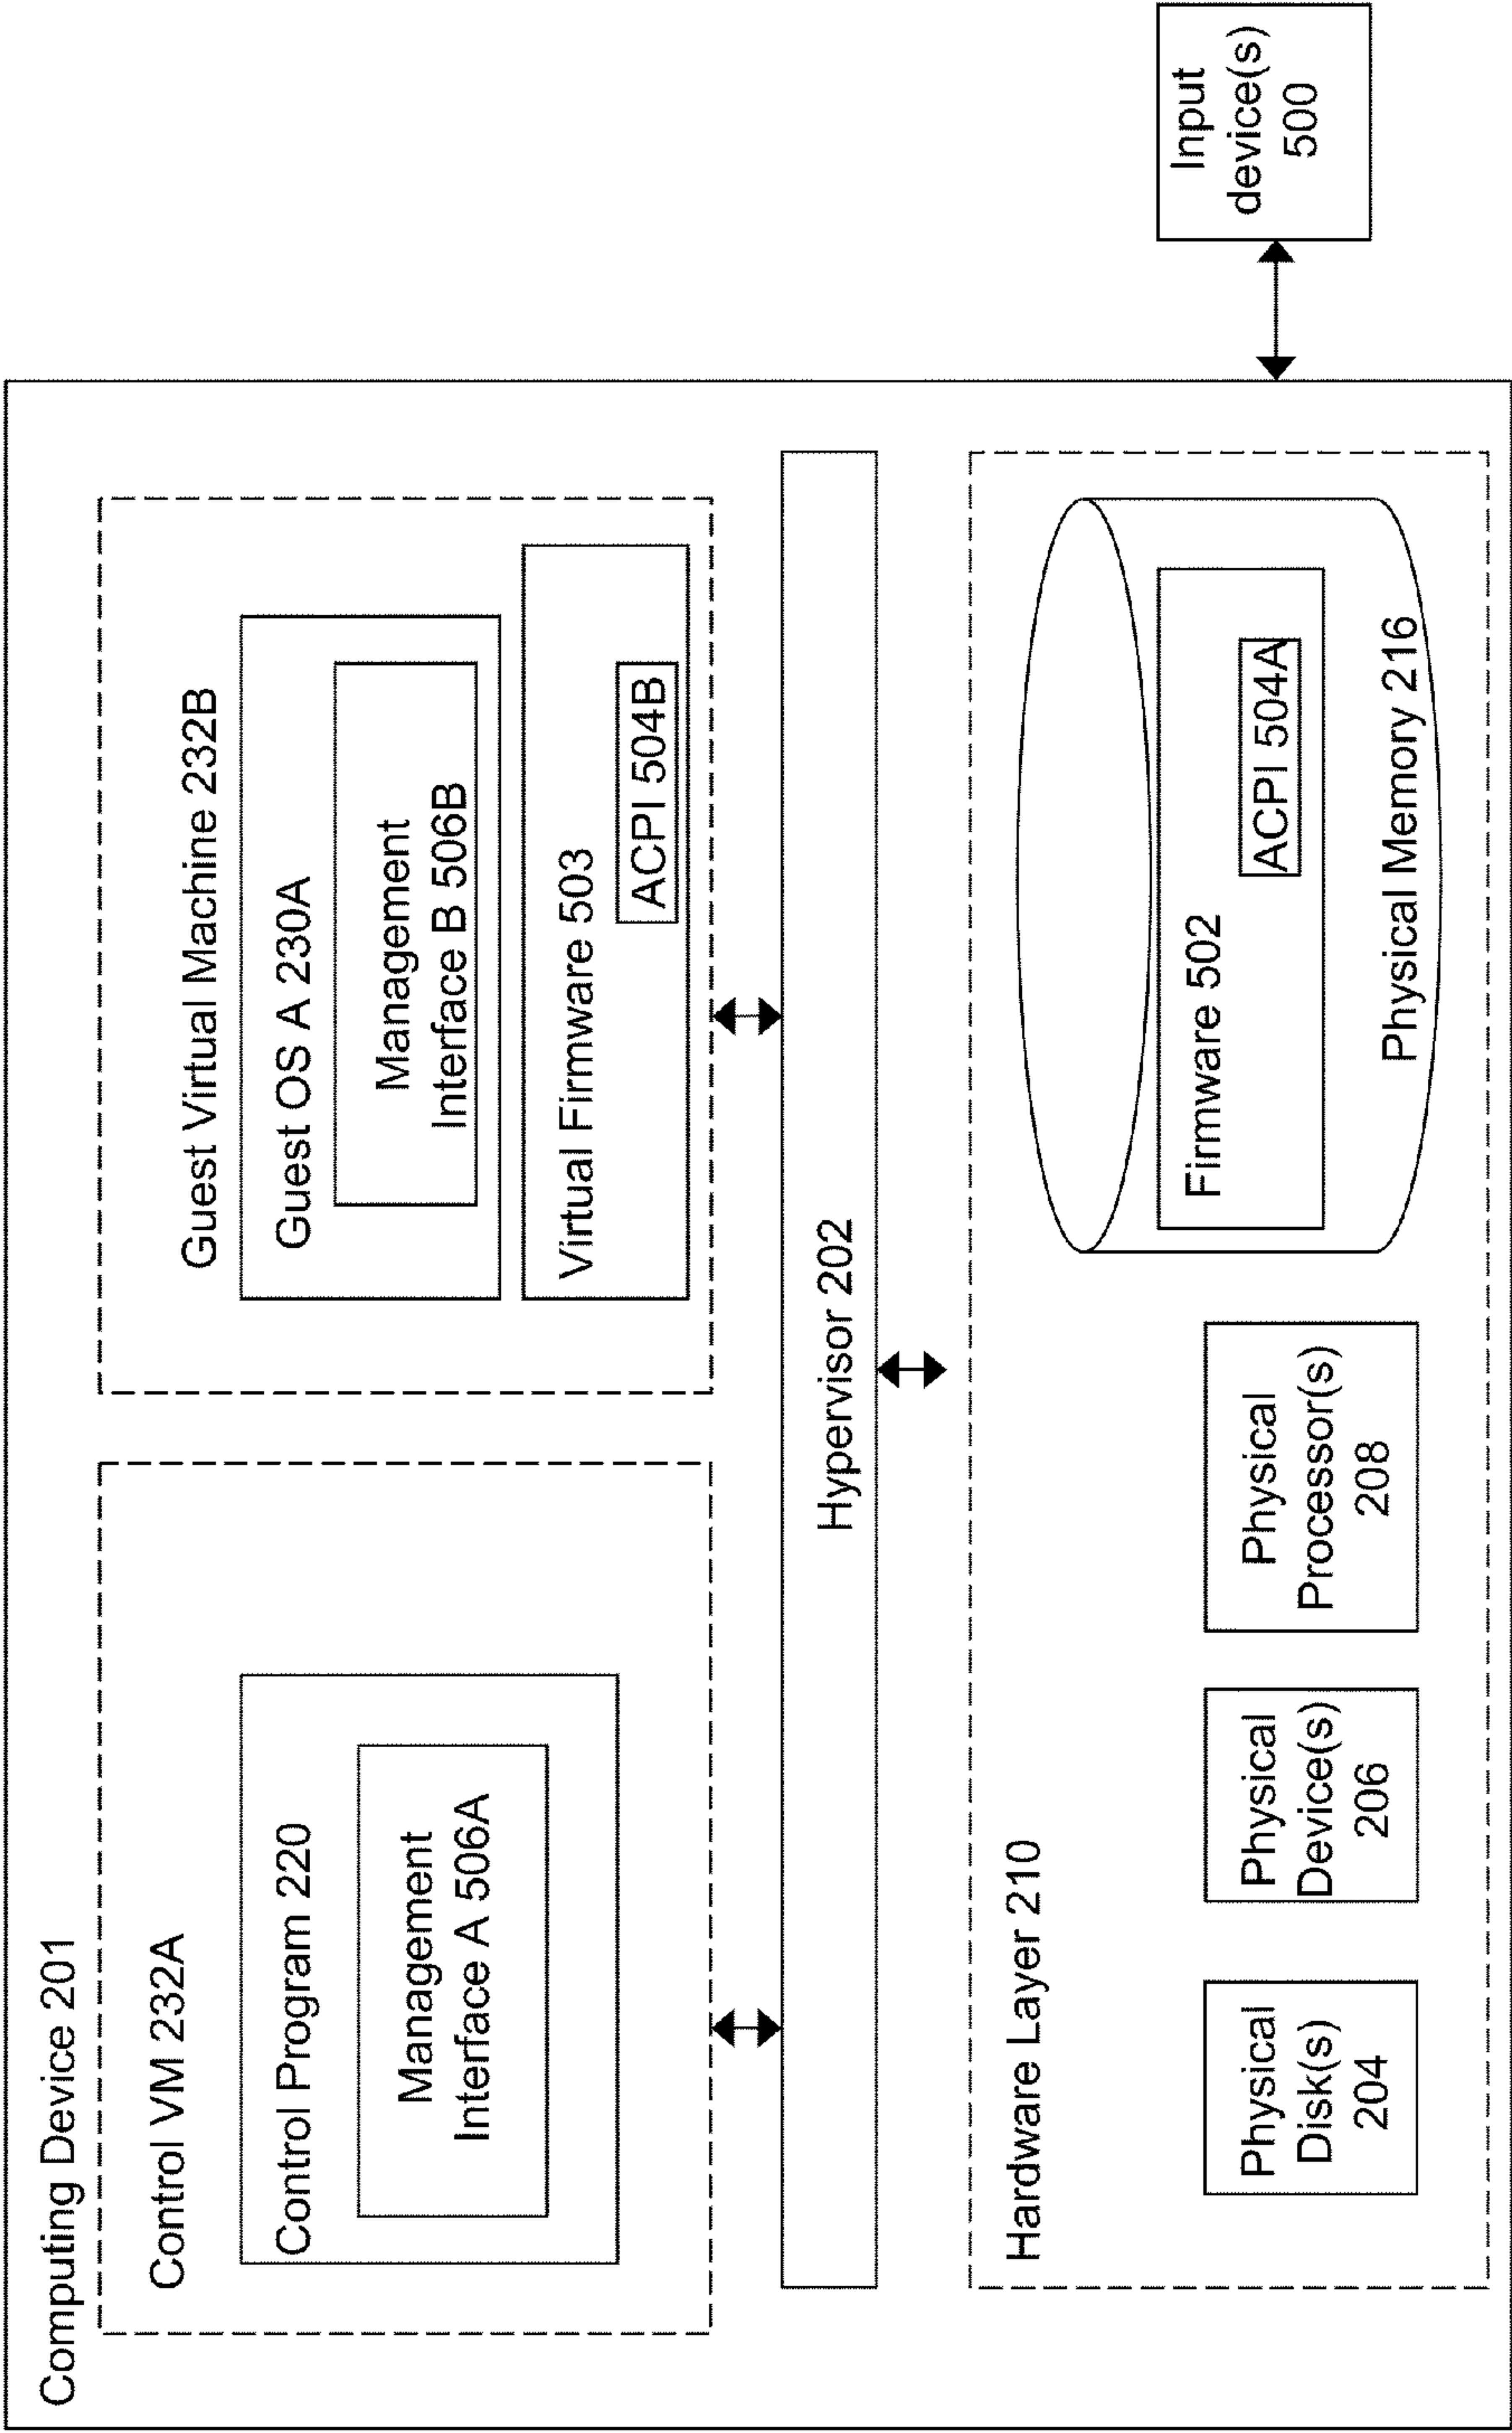 Computing Device 201
Control VM 232A
Control Program 220
Management
Interface A 506A
Guest Virtual Machine 232B
Guest OS A 230A
Management
Interface B 506B
Virtual Firmware 503
ACPI 504B
Hypervisor 202
Hardware Layer 210
Physical
Disk(s)
204
Physical
Device(s)
206
Physical
Processor(s)
208
Firmware 502
ACPI 504A
Physical Memory 216
Input
device(s)
500